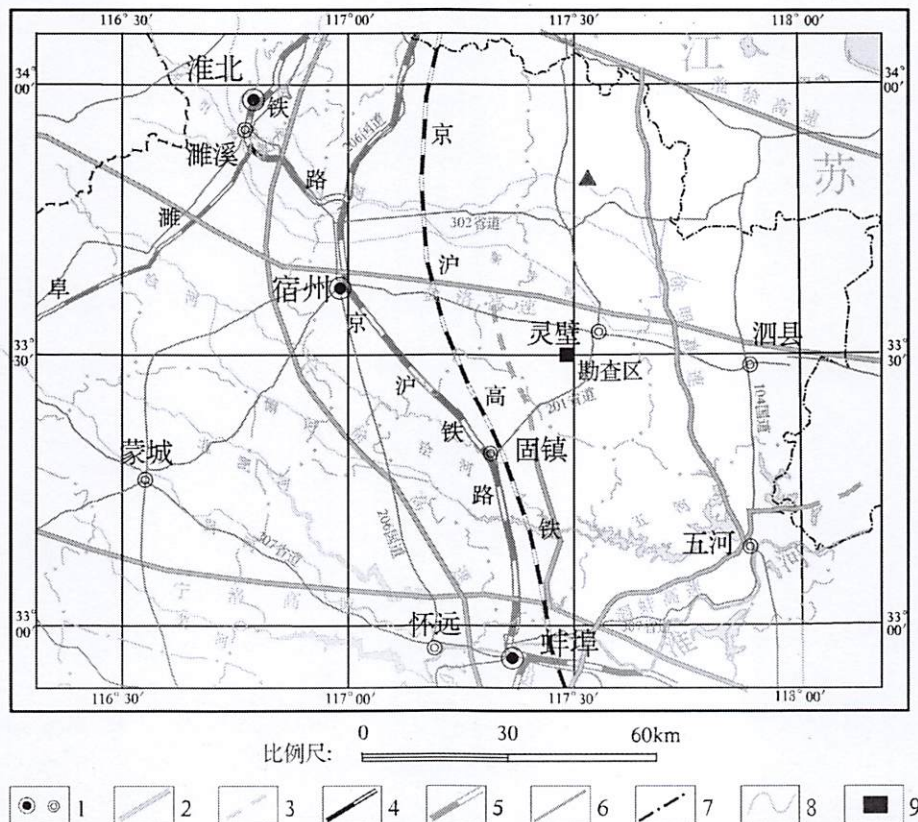 116° 30′ 117° 00′ 117° 30′ 118° 00′
34° 00′
34° 00′
淮北
濉溪
铁
路
206国道
京
沪
高
铁
江
苏
302省道
濉
阜
宿州
京
沪
铁
路
灵璧
勘查区
泗县
33° 30′
33° 30′
201省道
104国道
固镇
蒙城
307省道
206国道
五河
怀远
蚌埠
33° 00′
33° 00′
116° 30′ 117° 00′ 117° 30′ 118° 00′
比例尺: 0 30 60km
1 2 3 4 5 6 7 8 9